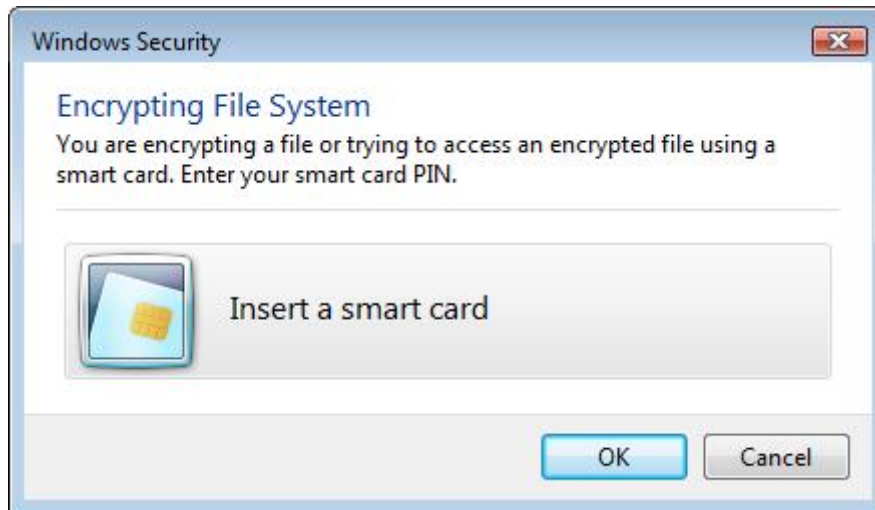 Windows Security
Encrypting File System
You are encrypting a file or trying to access an encrypted file using a
smart card. Enter your smart card PIN.
Insert a smart card
OK Cancel